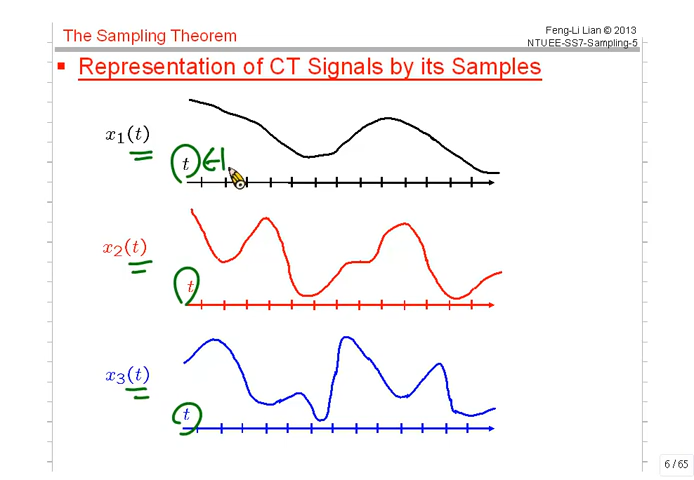 The Sampling Theorem
Feng-Li Lian © 2013
NTUEE-SS7-Sampling-5
Representation of CT Signals by its Samples
x₁(t)
t
x₂(t)
t
x₃(t)
t
6 / 65